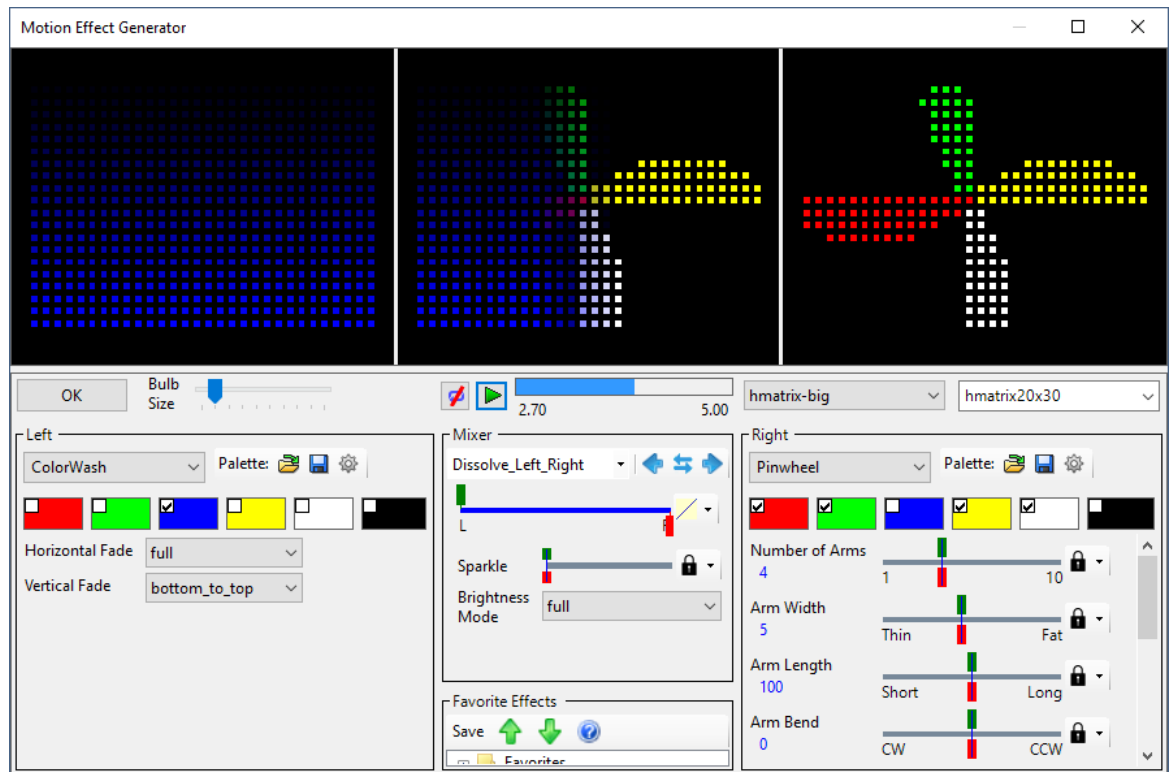 Motion Effect Generator
OK
Bulb
Size
2.70
5.00
hmatrix-big
hmatrix20x30
Left
ColorWash
Palette:
Horizontal Fade
full
Vertical Fade
bottom_to_top
Mixer
Dissolve_Left_Right
L
Sparkle
Brightness
Mode
full
Favorite Effects
Save
Favorites
Right
Pinwheel
Palette:
Number of Arms
4
1
10
Arm Width
5
Thin
Fat
Arm Length
100
Short
Long
Arm Bend
0
CW
CCW